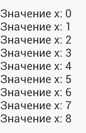 Значение x: 0
Значение x: 1
Значение x: 2
Значение x: 3
Значение x: 4
Значение x: 5
Значение x: 6
Значение x: 7
Значение x: 8